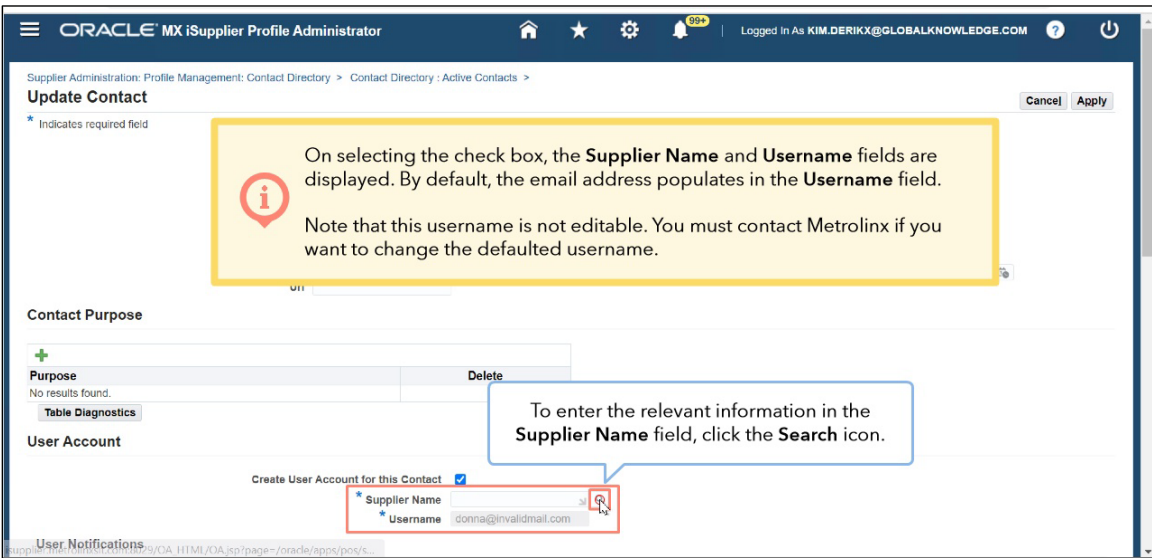 ORACLE MX iSupplier Profile Administrator
99+
Logged In As KIM.DERIKX@GLOBALKNOWLEDGE.COM
?
Supplier Administration: Profile Management: Contact Directory > Contact Directory : Active Contacts >
Update Contact
Cancel Apply
* Indicates required field
On selecting the check box, the Supplier Name and Username fields are
displayed. By default, the email address populates in the Username field.
Note that this username is not editable. You must contact Metrolinx if you
want to change the defaulted username.
Url
Contact Purpose
Purpose Delete
No results found.
Table Diagnostics
To enter the relevant information in the
Supplier Name field, click the Search icon.
User Account
Create User Account for this Contact
* Supplier Name
* Username donna@invalidmail.com
User Notifications